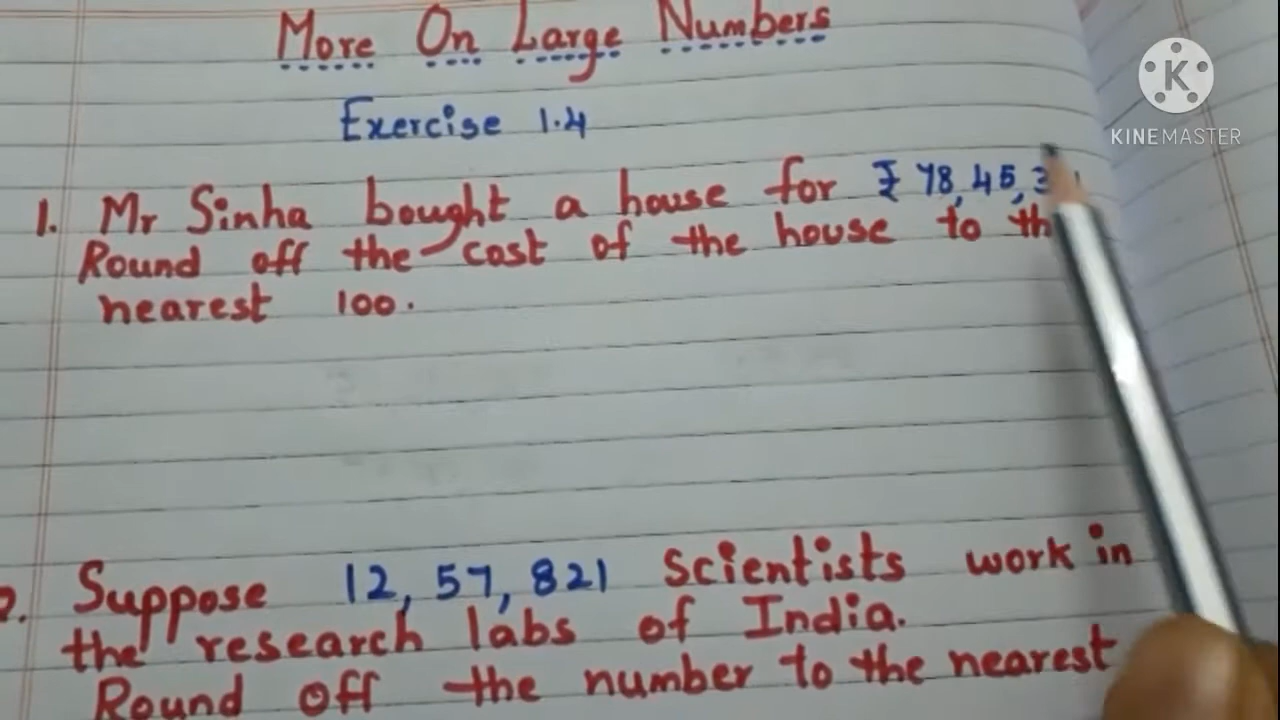 More On Large Numbers
KINEMASTER
Exercise 1.4
1. Mr Sinha bought a house for ₹ 78,45,3
Round off the cost of the house to
nearest 100.
Suppose 12,57,821 scientists work in
the research labs of India.
Round off the number to the nearest